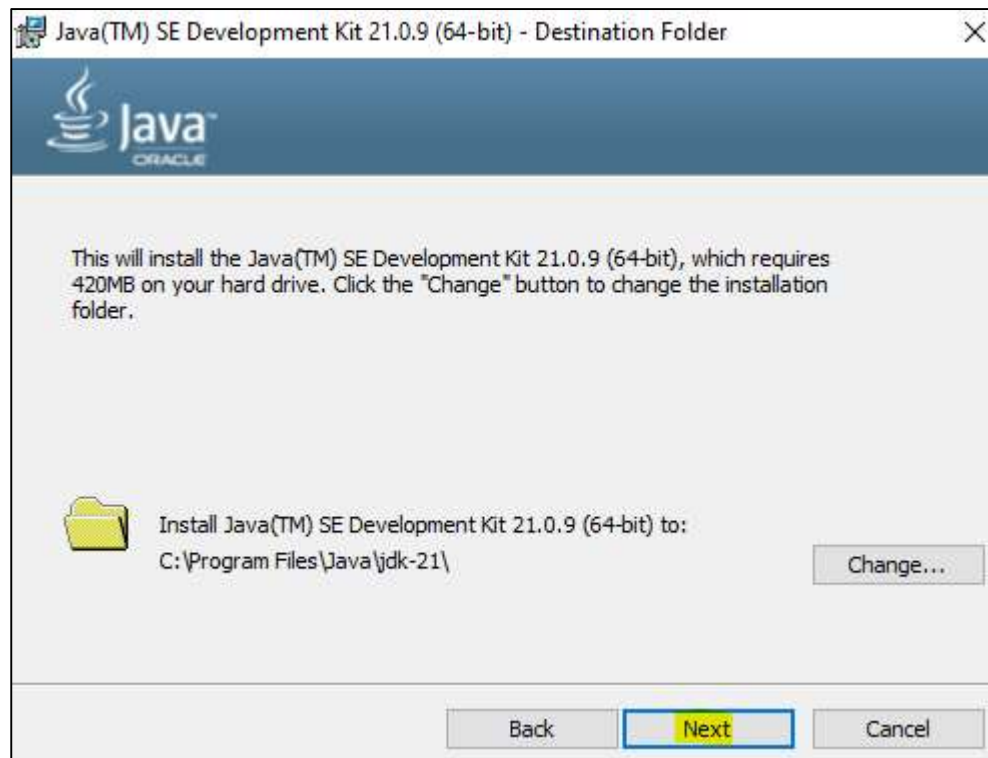 Java(TM) SE Development Kit 21.0.9 (64-bit) - Destination Folder
Java™
ORACLE
This will install the Java(TM) SE Development Kit 21.0.9 (64-bit), which requires
420MB on your hard drive. Click the "Change" button to change the installation
folder.
Install Java(TM) SE Development Kit 21.0.9 (64-bit) to:
C:\Program Files\Java\jdk-21\
Change...
Back Next Cancel